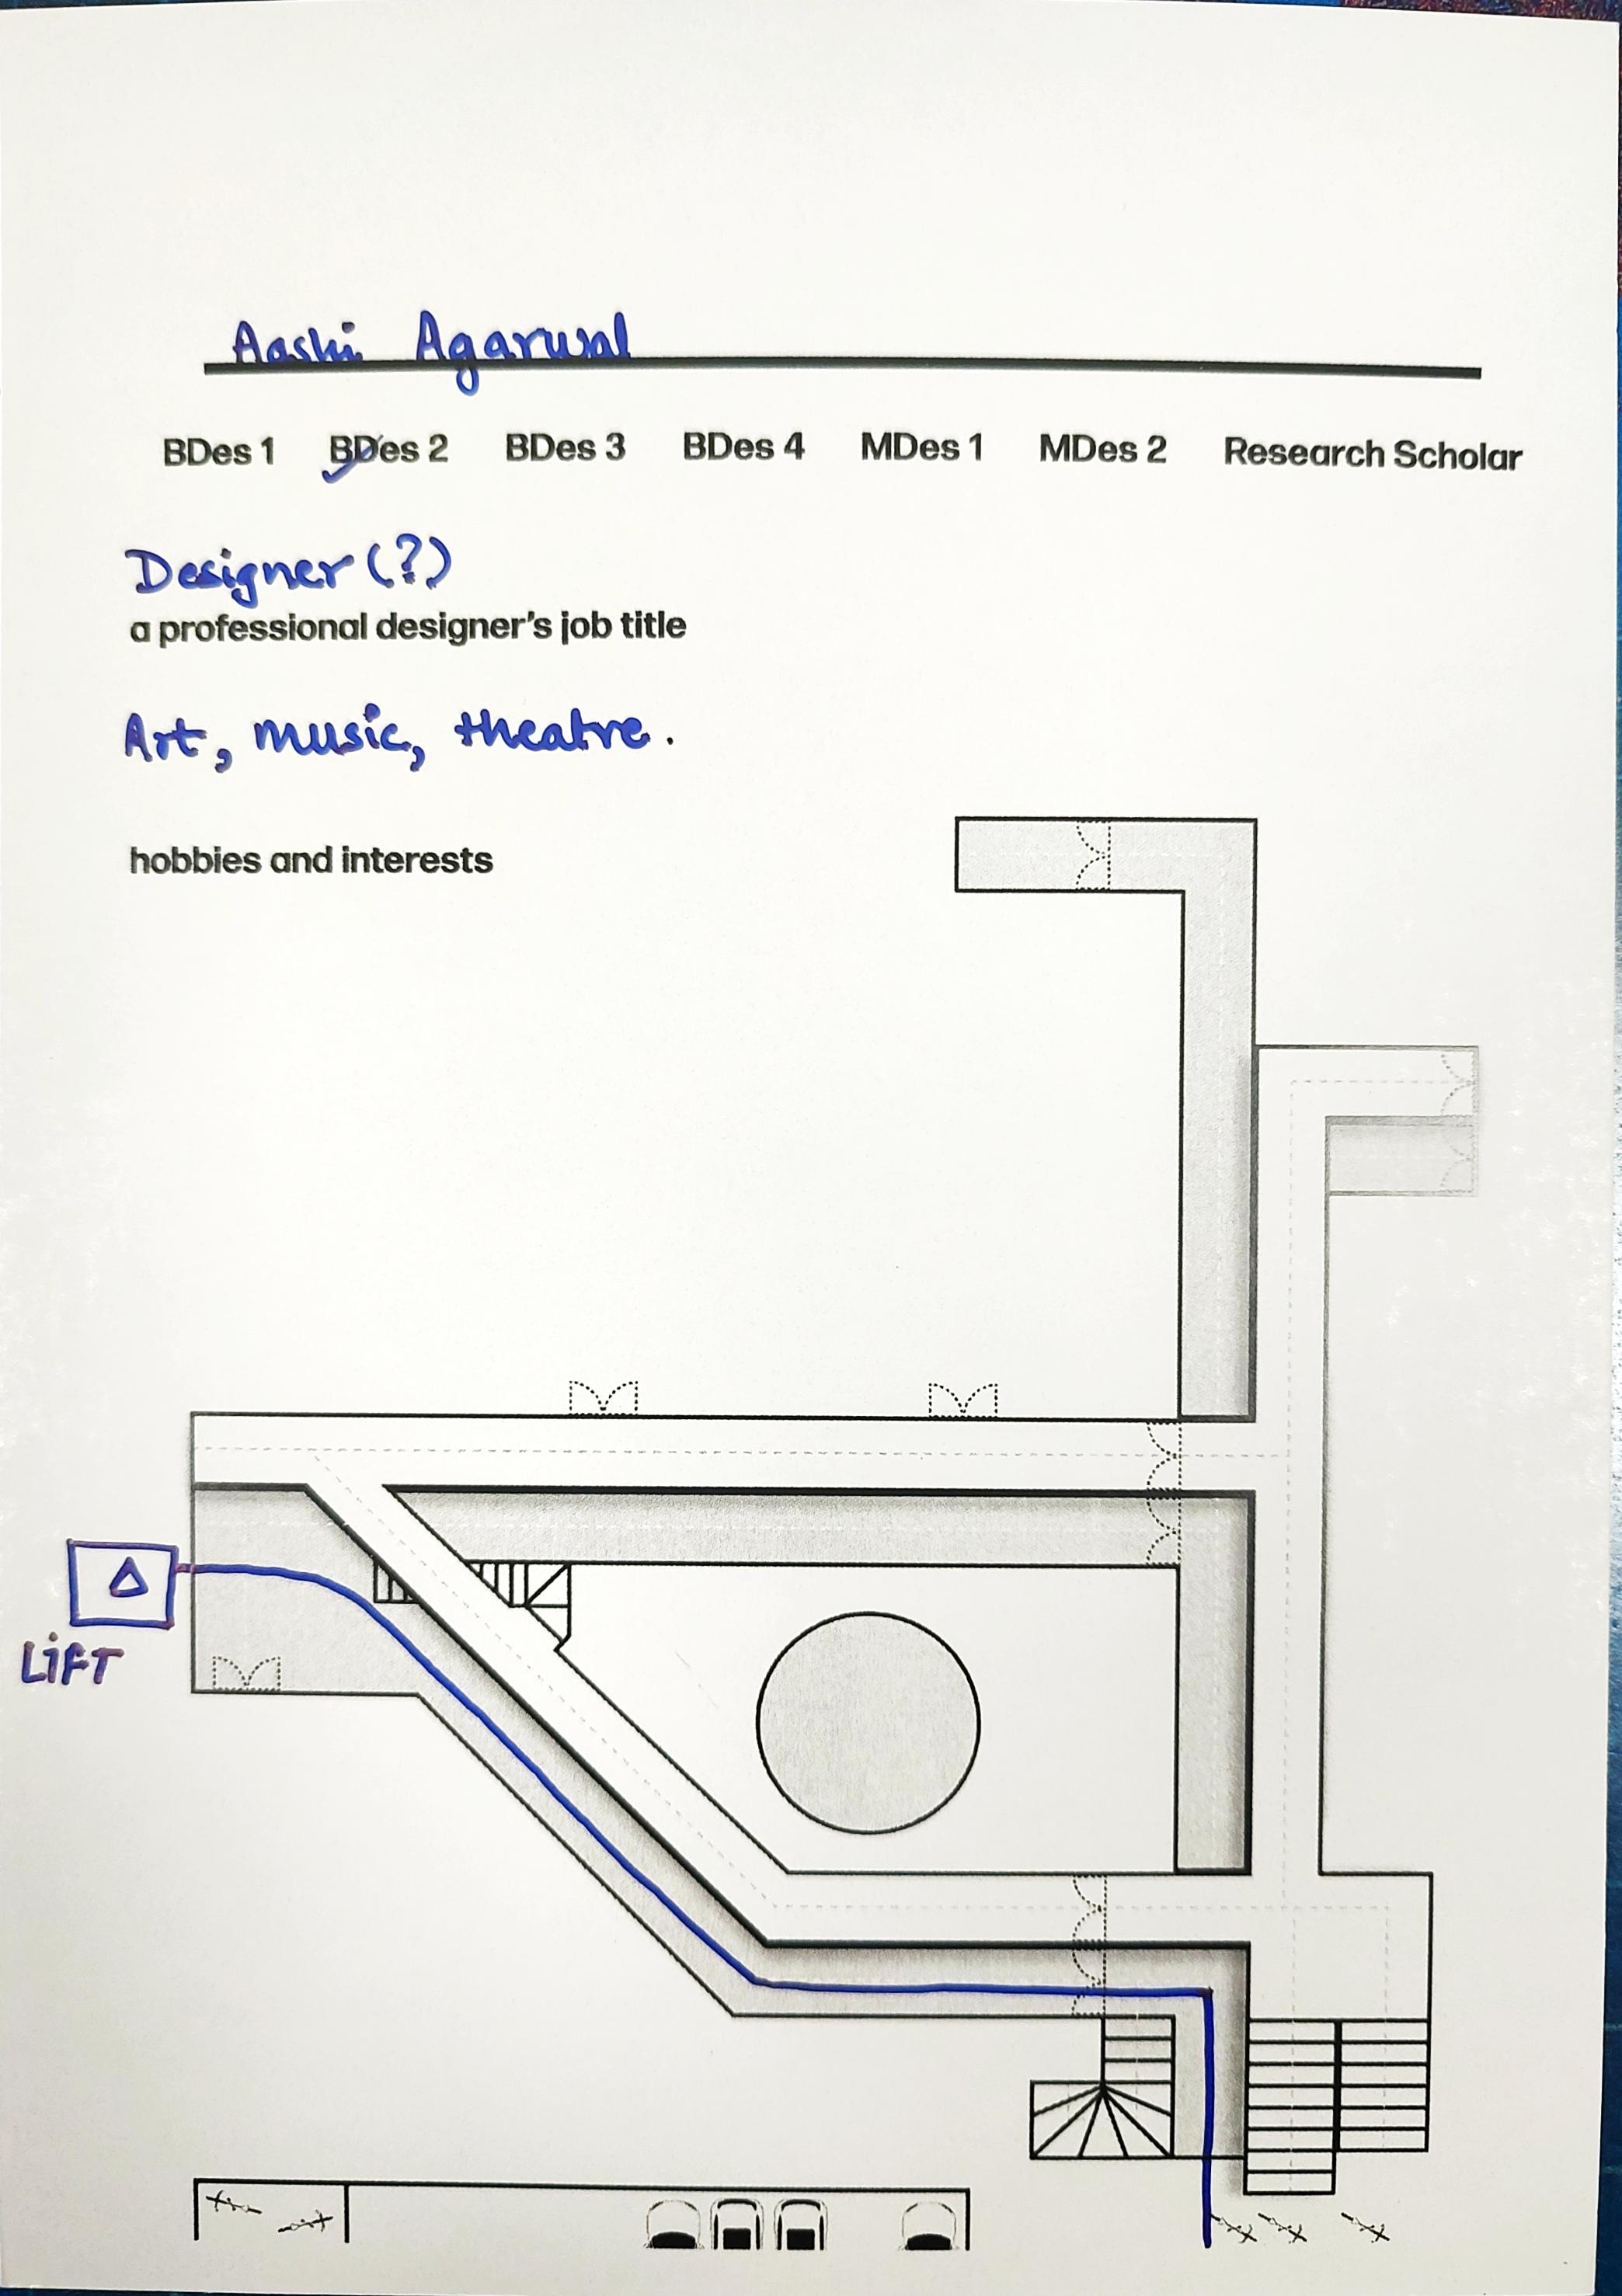 Aashi Agarwal
BDes 1 BDes 2 BDes 3 BDes 4 MDes 1 MDes 2 Research Scholar
Designer (?)
a professional designer's job title
Art, music, theatre.
hobbies and interests
LiFT